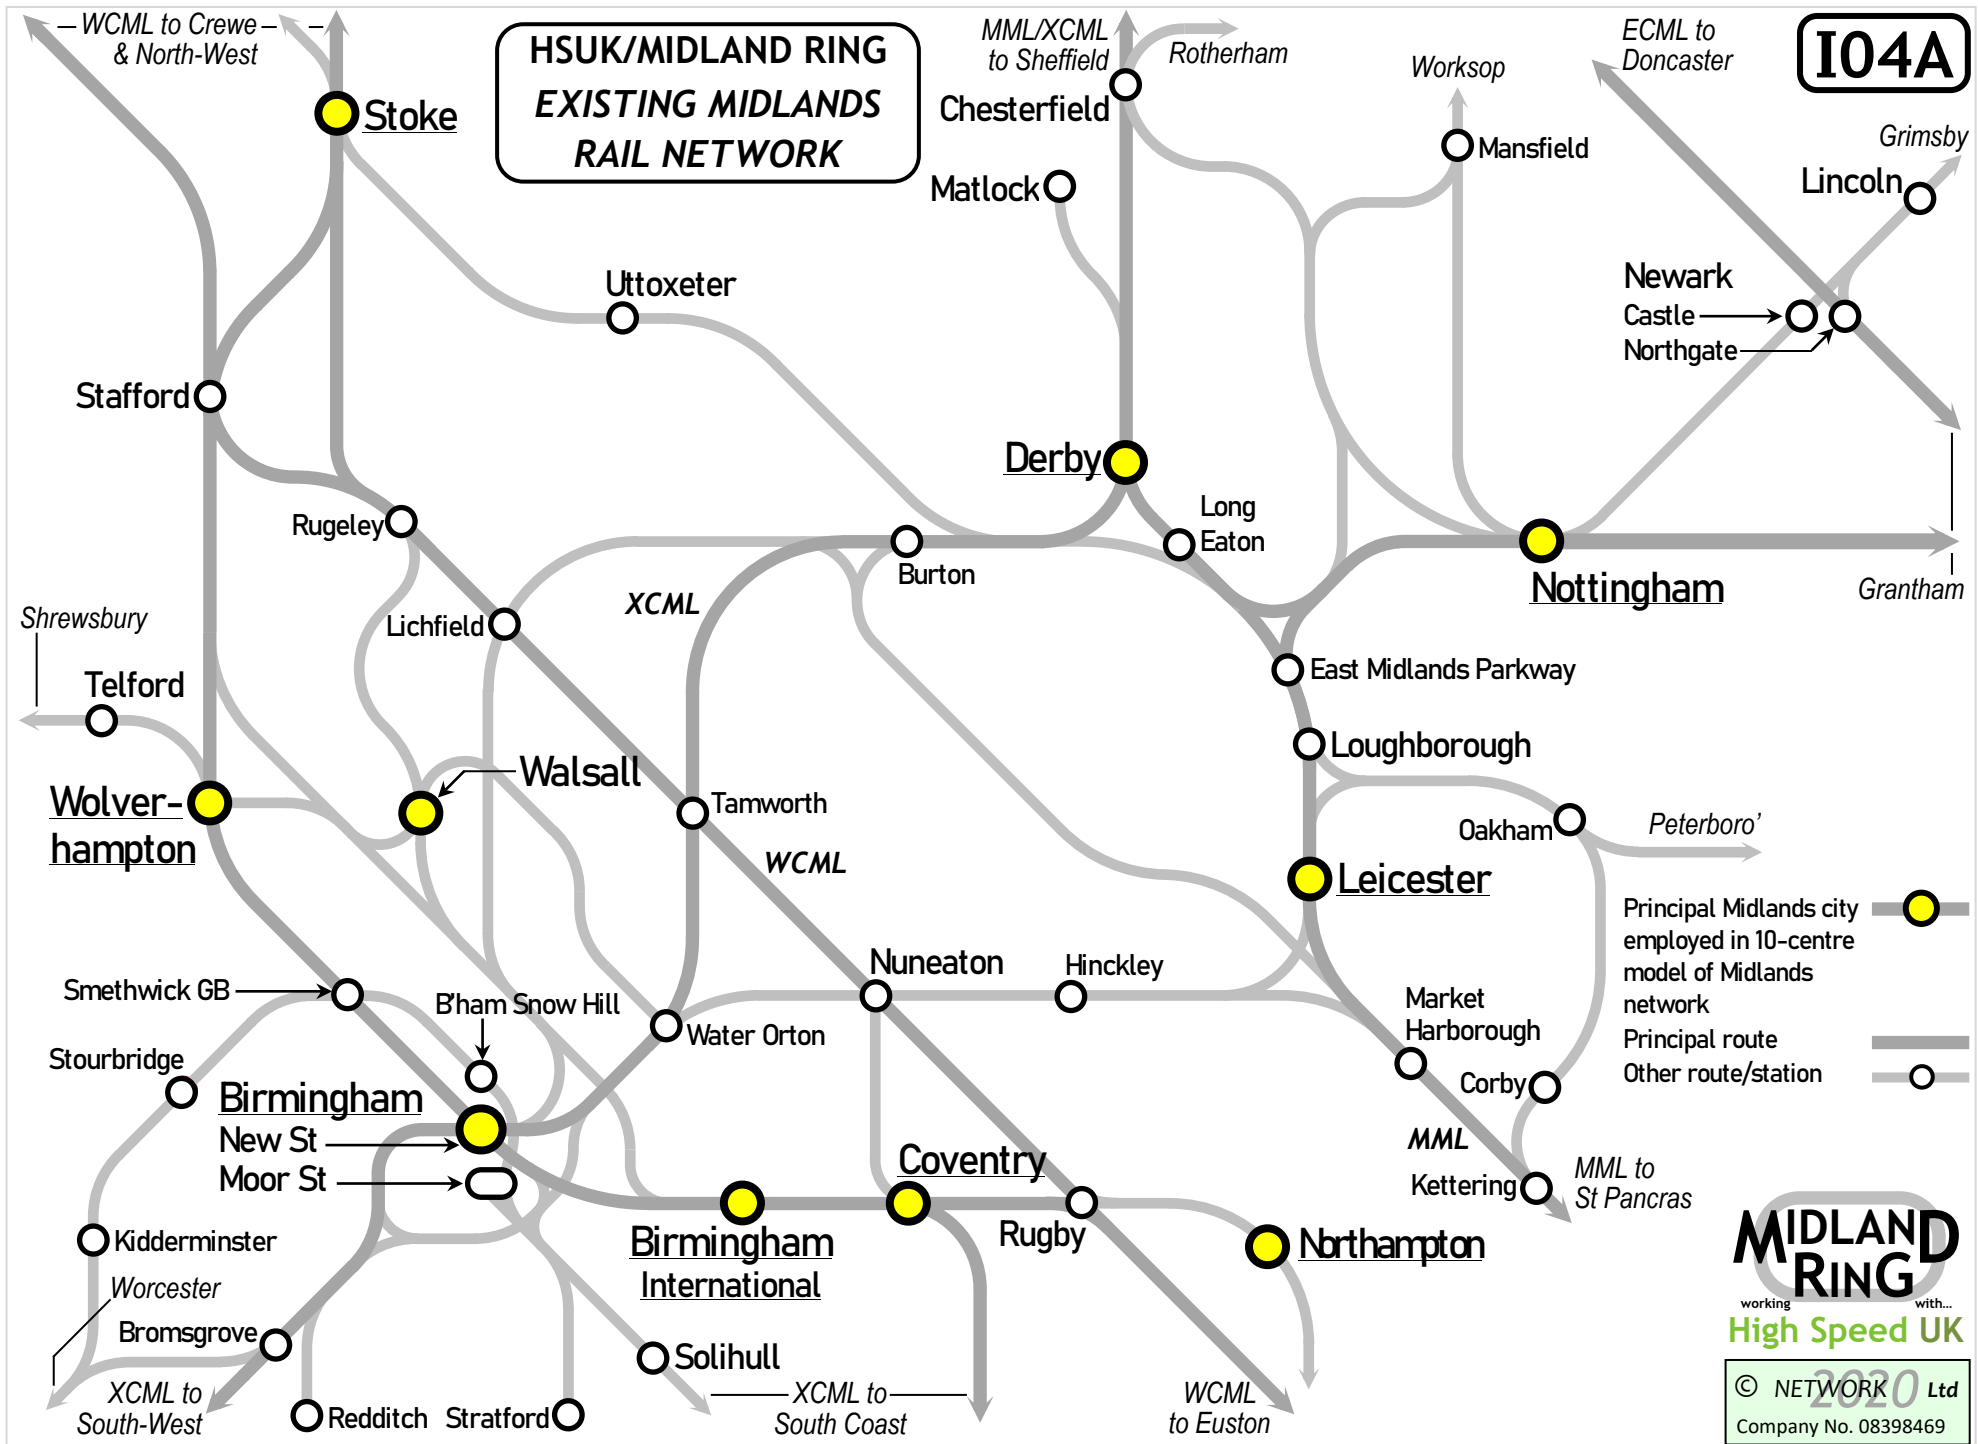 WCML to Crewe
& North-West
HSUK/MIDLAND RING
EXISTING MIDLANDS
RAIL NETWORK
MML/XCML
to Sheffield
Rotherham
Worksop
ECML to
Doncaster
I04A
Stoke
Chesterfield
Mansfield
Grimsby
Lincoln
Matlock
Uttoxeter
Newark
Castle
Northgate
Stafford
Derby
Long
Eaton
Rugeley
Burton
Nottingham
Grantham
XCML
Shrewsbury
Lichfield
Telford
East Midlands Parkway
Loughborough
Walsall
Wolver-
hampton
Tamworth
WCML
Oakham
Peterboro'
Leicester
Principal Midlands city
employed in 10-centre
model of Midlands
network
Principal route
Other route/station
Smethwick GB
B'ham Snow Hill
Nuneaton
Hinckley
Market
Harborough
Water Orton
Stourbridge
Corby
Birmingham
New St
Moor St
MML
Coventry
Kettering
MML to
St Pancras
Kidderminster
Rugby
Northampton
Birmingham
International
Worcester
Bromsgrove
Solihull
XCML to
South-West
Redditch
Stratford
XCML to
South Coast
WCML
to Euston
MIDLAND
RING
working with...
High Speed UK
© NETWORK 2020 Ltd
Company No. 08398469